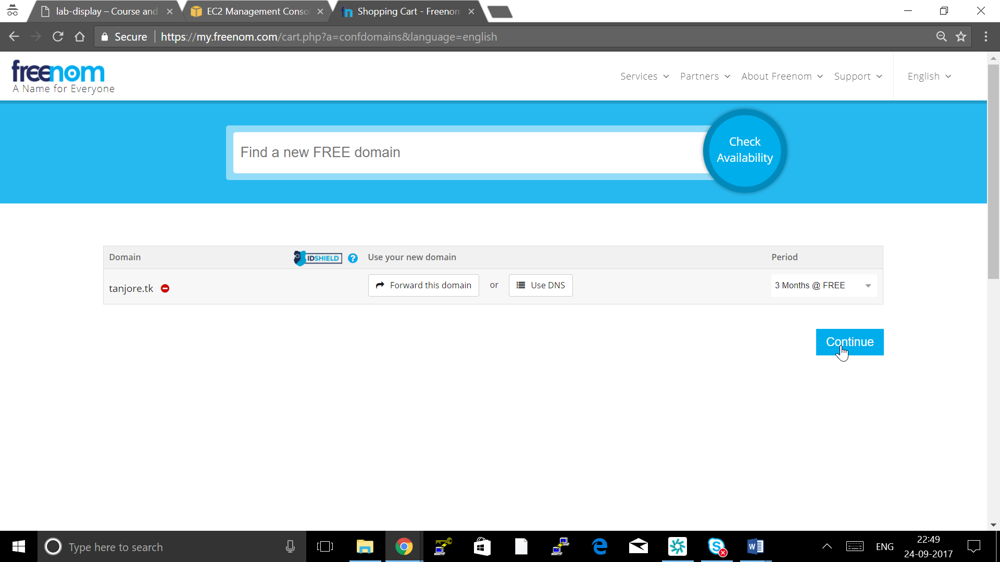 lab-display – Course and
EC2 Management Conso
Shopping Cart - Freenom
Secure
https://my.freenom.com/cart.php?a=confdomains&language=english
freenom
A Name for Everyone
Services
Partners
About Freenom
Support
English
Find a new FREE domain
Check
Availability
Domain
IDSHIELD
?
Use your new domain
Period
tanjore.tk
Forward this domain
or
Use DNS
3 Months @ FREE
Continue
Type here to search
ENG
22:49
24-09-2017